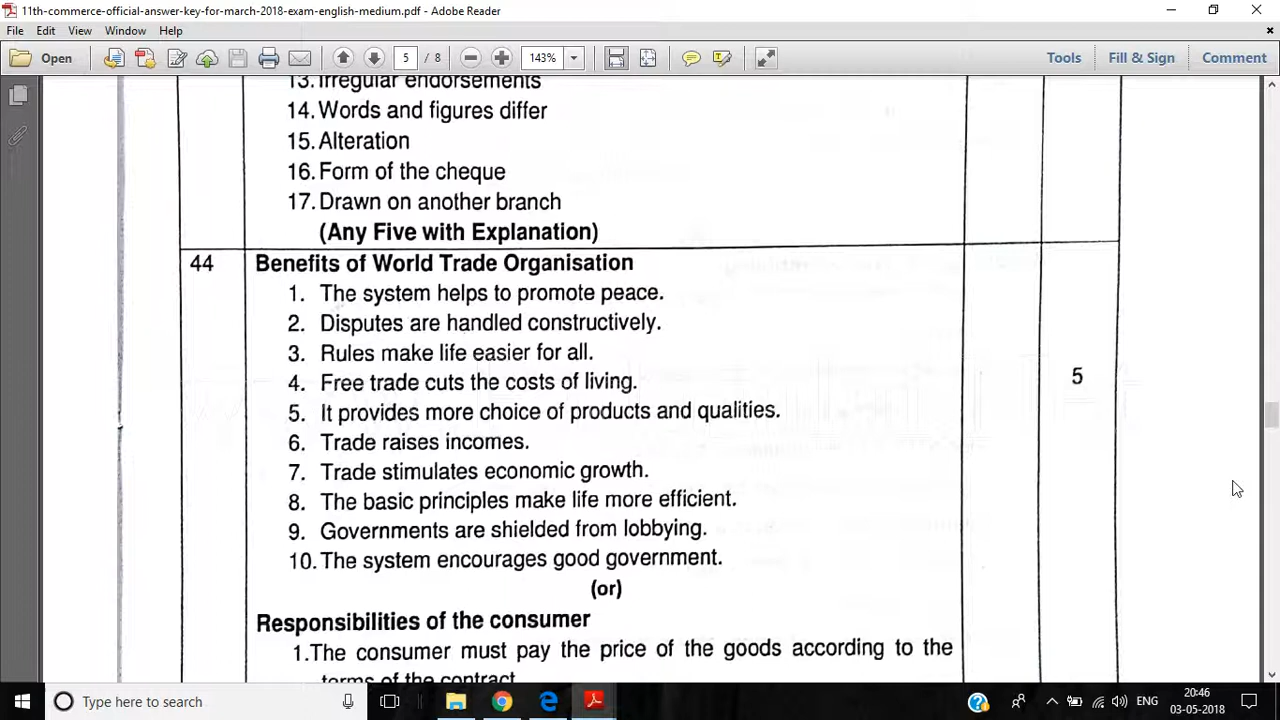 11th-commerce-official-answer-key-for-march-2018-exam-english-medium.pdf - Adobe Reader
File Edit View Window Help
Open 5 / 8 143% Tools Fill & Sign Comment
13. Irregular endorsements
14. Words and figures differ
15. Alteration
16. Form of the cheque
17. Drawn on another branch
(Any Five with Explanation)
44 Benefits of World Trade Organisation
1. The system helps to promote peace.
2. Disputes are handled constructively.
3. Rules make life easier for all.
4. Free trade cuts the costs of living.
5
5. It provides more choice of products and qualities.
6. Trade raises incomes.
7. Trade stimulates economic growth.
8. The basic principles make life more efficient.
9. Governments are shielded from lobbying.
10. The system encourages good government.
(or)
Responsibilities of the consumer
1. The consumer must pay the price of the goods according to the
terms of the contract
Type here to search
ENG
20:46
03-05-2018